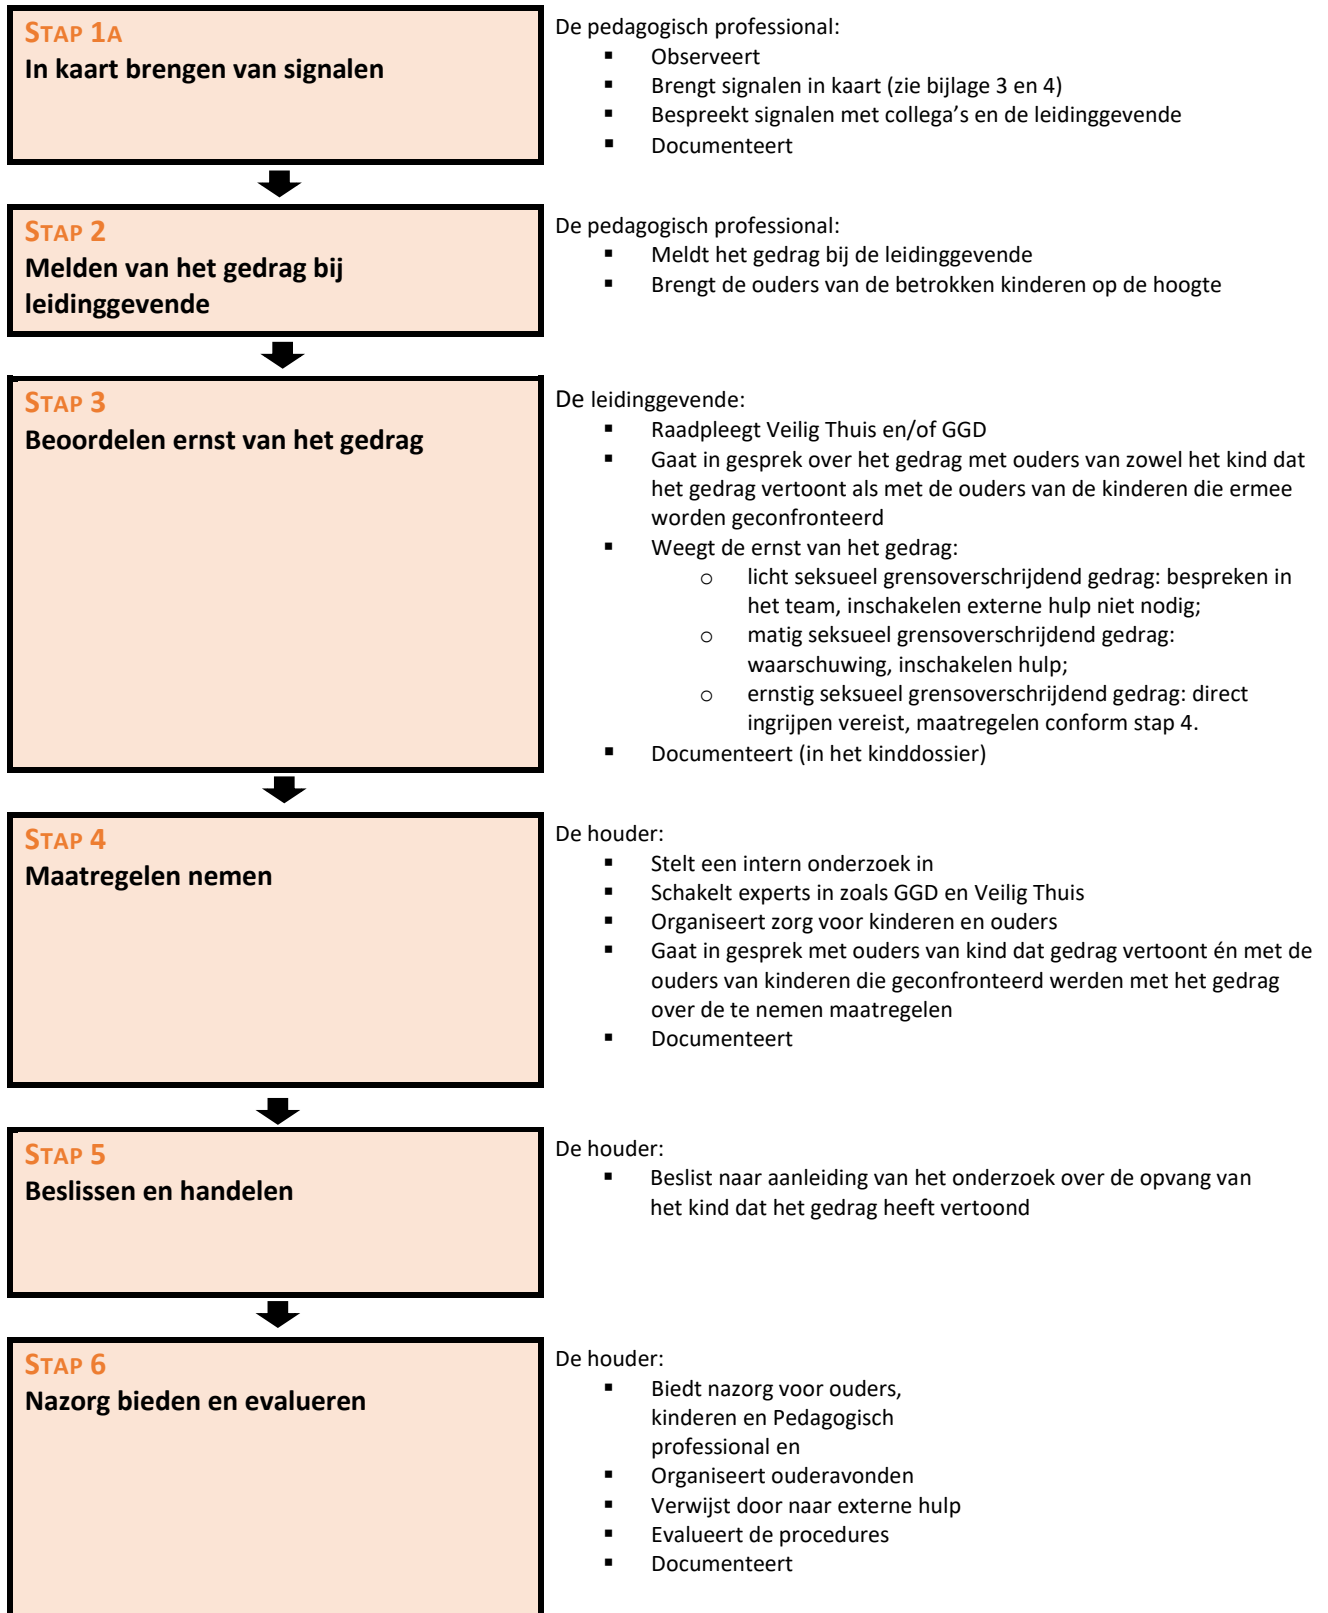 STAP 1A
In kaart brengen van signalen
De pedagogisch professional:
▪ Observeert
▪ Brengt signalen in kaart (zie bijlage 3 en 4)
▪ Bespreekt signalen met collega’s en de leidinggevende
▪ Documenteert
STAP 2
Melden van het gedrag bij
leidinggevende
De pedagogisch professional:
▪ Meldt het gedrag bij de leidinggevende
▪ Brengt de ouders van de betrokken kinderen op de hoogte
STAP 3
Beoordelen ernst van het gedrag
De leidinggevende:
▪ Raadpleegt Veilig Thuis en/of GGD
▪ Gaat in gesprek over het gedrag met ouders van zowel het kind dat
het gedrag vertoont als met de ouders van de kinderen die ermee
worden geconfronteerd
▪ Weegt de ernst van het gedrag:
o licht seksueel grensoverschrijdend gedrag: bespreken in
het team, inschakelen externe hulp niet nodig;
o matig seksueel grensoverschrijdend gedrag:
waarschuwing, inschakelen hulp;
o ernstig seksueel grensoverschrijdend gedrag: direct
ingrijpen vereist, maatregelen conform stap 4.
▪ Documenteert (in het kinddossier)
STAP 4
Maatregelen nemen
De houder:
▪ Stelt een intern onderzoek in
▪ Schakelt experts in zoals GGD en Veilig Thuis
▪ Organiseert zorg voor kinderen en ouders
▪ Gaat in gesprek met ouders van kind dat gedrag vertoont én met de
ouders van kinderen die geconfronteerd werden met het gedrag
over de te nemen maatregelen
▪ Documenteert
STAP 5
Beslissen en handelen
De houder:
▪ Beslist naar aanleiding van het onderzoek over de opvang van
het kind dat het gedrag heeft vertoond
STAP 6
Nazorg bieden en evalueren
De houder:
▪ Biedt nazorg voor ouders,
kinderen en Pedagogisch
professional en
▪ Organiseert ouderavonden
▪ Verwijst door naar externe hulp
▪ Evalueert de procedures
▪ Documenteert